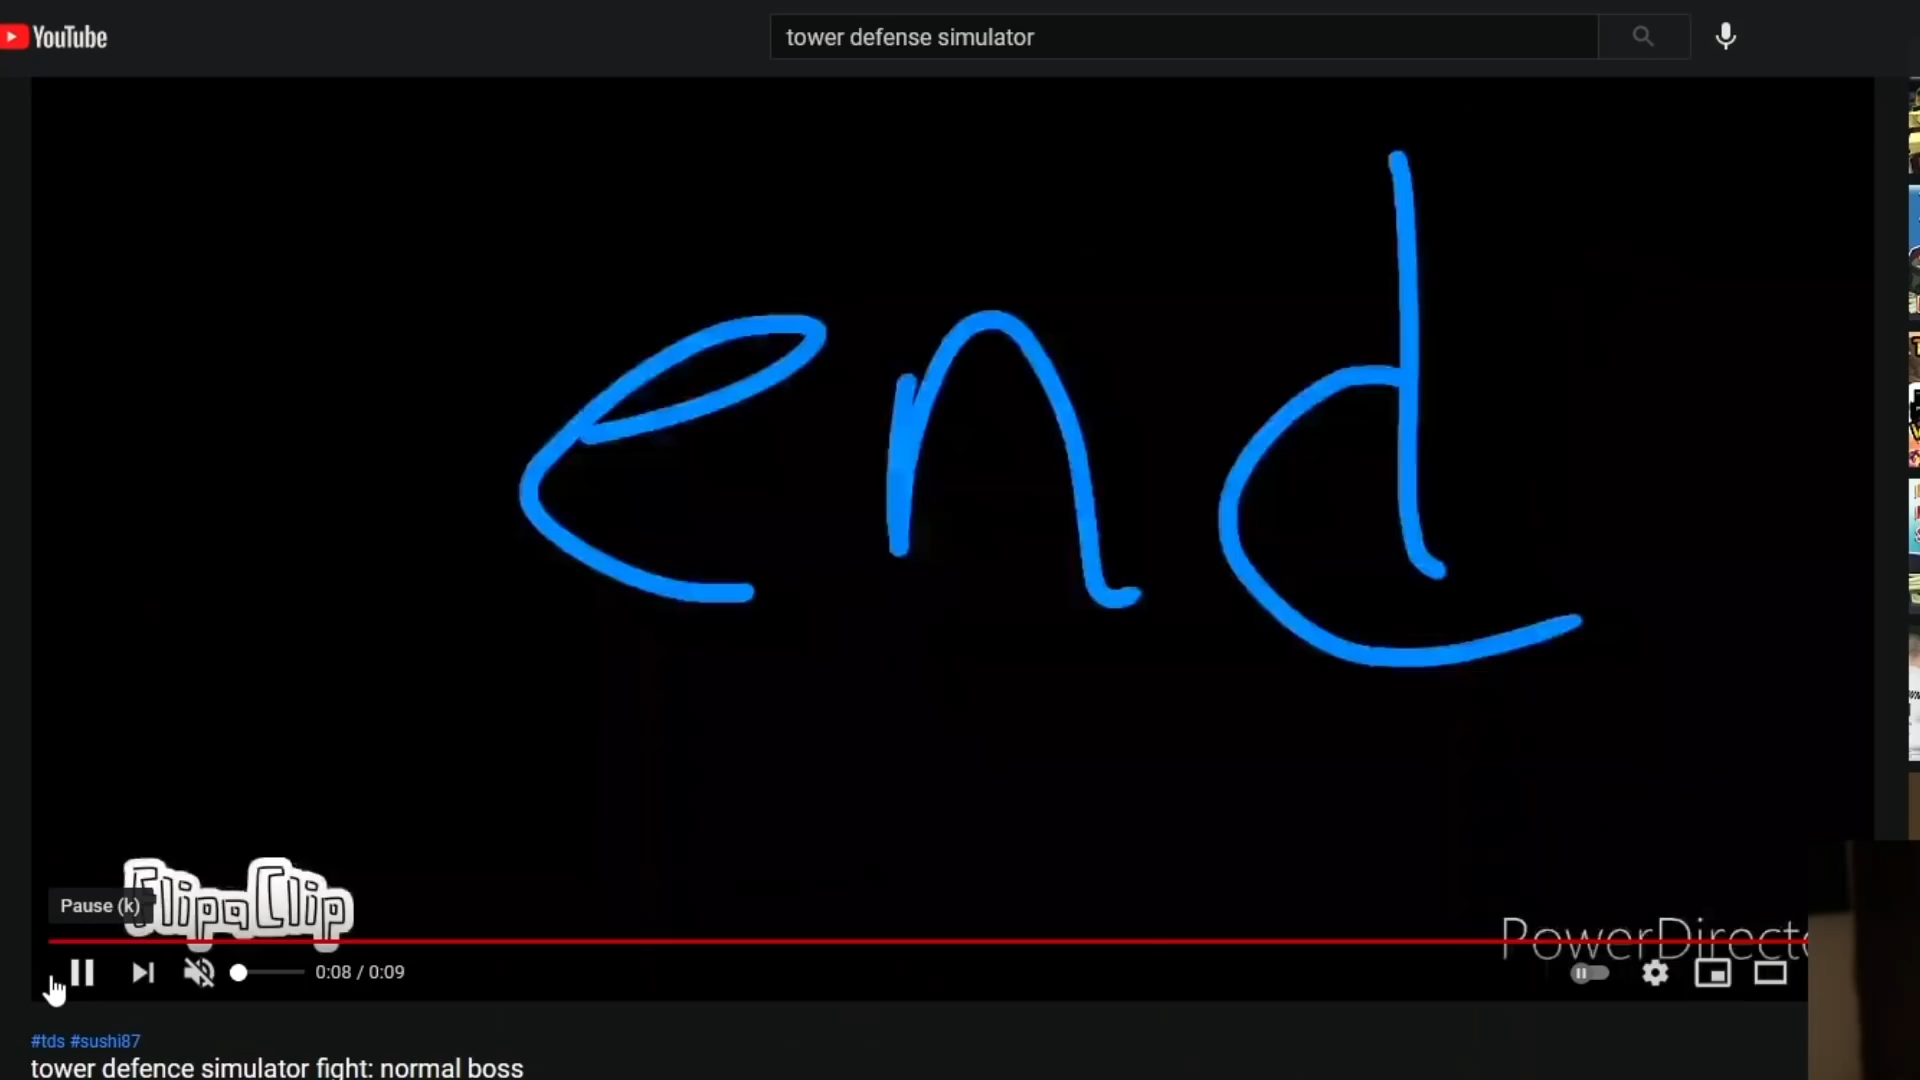 YouTube
tower defense simulator
end
FlipaClip
Pause (k)
PowerDirecto
0:08 / 0:09
#tds #sushi87
tower defence simulator fight: normal boss